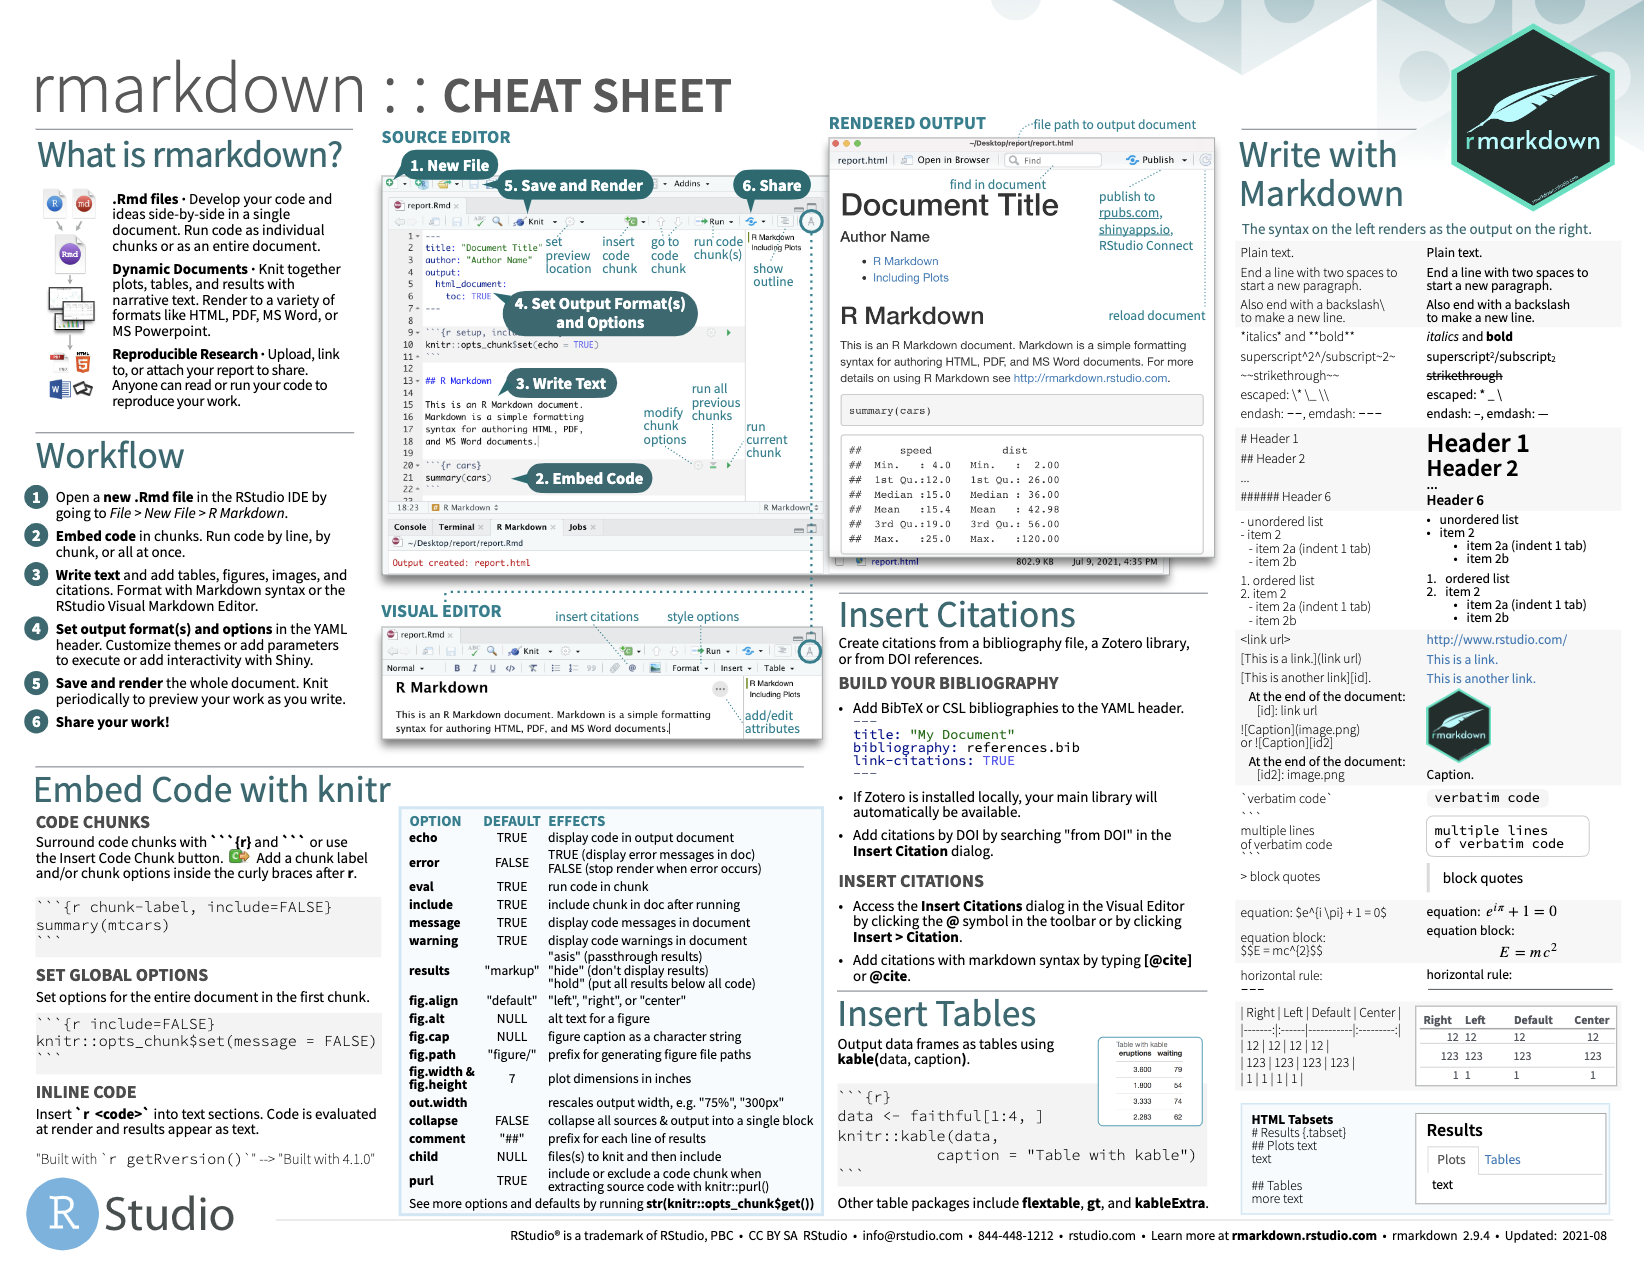 rmarkdown : : CHEAT SHEET
What is rmarkdown?
.Rmd files · Develop your code and
ideas side-by-side in a single
document. Run code as individual
chunks or as an entire document.
Dynamic Documents · Knit together
plots, tables, and results with
narrative text. Render to a variety of
formats like HTML, PDF, MS Word, or
MS Powerpoint.
Reproducible Research · Upload, link
to, or attach your report to share.
Anyone can read or run your code to
reproduce your work.
Workflow
1 Open a new .Rmd file in the RStudio IDE by
going to File > New File > R Markdown.
2 Embed code in chunks. Run code by line, by
chunk, or all at once.
3 Write text and add tables, figures, images, and
citations. Format with Markdown syntax or the
RStudio Visual Markdown Editor.
4 Set output format(s) and options in the YAML
header. Customize themes or add parameters
to execute or add interactivity with Shiny.
5 Save and render the whole document. Knit
periodically to preview your work as you write.
6 Share your work!
SOURCE EDITOR
1. New File
5. Save and Render
Addins
6. Share
report.Rmd
Knit
Run
A
1 ---
2 title: "Document Title"
3 author: "Author Name"
4 output:
5 html_document:
6 toc: TRUE
7 ---
8
9 ```{r setup, inclu
10 knitr::opts_chunk$set(echo = TRUE)
11 ```
12
13 ## R Markdown
14
15 This is an R Markdown document.
16 Markdown is a simple formatting
17 syntax for authoring HTML, PDF,
18 and MS Word documents.
19
20 ```{r cars}
21 summary(cars)
22 ```
23
set
preview
location
insert
code
chunk
go to
code
chunk
run code
chunk(s)
R Markdown
Including Plots
show
outline
4. Set Output Format(s)
and Options
3. Write Text
modify
chunk
options
run all
previous
chunks
run
current
chunk
2. Embed Code
18:23 R Markdown
R Markdown
Console Terminal R Markdown Jobs
~/Desktop/report/report.Rmd
Output created: report.html
report.html 802.9 KB Jul 9, 2021, 4:35 PM
RENDERED OUTPUT
file path to output document
~/Desktop/report/report.html
report.html Open in Browser Find Publish
find in document
publish to
rpubs.com,
shinyapps.io,
RStudio Connect
Document Title
Author Name
• R Markdown
• Including Plots
R Markdown
reload document
This is an R Markdown document. Markdown is a simple formatting
syntax for authoring HTML, PDF, and MS Word documents. For more
details on using R Markdown see http://rmarkdown.rstudio.com.
summary(cars)
## speed dist
## Min. : 4.0 Min. : 2.00
## 1st Qu.:12.0 1st Qu.: 26.00
## Median :15.0 Median : 36.00
## Mean :15.4 Mean : 42.98
## 3rd Qu.:19.0 3rd Qu.: 56.00
## Max. :25.0 Max. :120.00
VISUAL EDITOR
insert citations
style options
report.Rmd
Knit
Run
A
Normal B I U </> Format Insert Table
R Markdown
R Markdown
Including Plots
This is an R Markdown document. Markdown is a simple formatting
syntax for authoring HTML, PDF, and MS Word documents.
add/edit
attributes
Embed Code with knitr
CODE CHUNKS
Surround code chunks with ```{r} and ``` or use
the Insert Code Chunk button. Add a chunk label
and/or chunk options inside the curly braces after r.
```{r chunk-label, include=FALSE}
summary(mtcars)
```
SET GLOBAL OPTIONS
Set options for the entire document in the first chunk.
```{r include=FALSE}
knitr::opts_chunk$set(message = FALSE)
```
INLINE CODE
Insert `r <code>` into text sections. Code is evaluated
at render and results appear as text.
"Built with `r getRversion()`" --> "Built with 4.1.0"
OPTION DEFAULT EFFECTS
echo TRUE display code in output document
error FALSE TRUE (display error messages in doc)
FALSE (stop render when error occurs)
eval TRUE run code in chunk
include TRUE include chunk in doc after running
message TRUE display code messages in document
warning TRUE display code warnings in document
results "markup" "asis" (passthrough results)
"hide" (don't display results)
"hold" (put all results below all code)
fig.align "default" "left", "right", or "center"
fig.alt NULL alt text for a figure
fig.cap NULL figure caption as a character string
fig.path "figure/" prefix for generating figure file paths
fig.width &
fig.height 7 plot dimensions in inches
out.width rescales output width, e.g. "75%", "300px"
collapse FALSE collapse all sources & output into a single block
comment "##" prefix for each line of results
child NULL files(s) to knit and then include
purl TRUE include or exclude a code chunk when
extracting source code with knitr::purl()
See more options and defaults by running str(knitr::opts_chunk$get())
Insert Citations
Create citations from a bibliography file, a Zotero library,
or from DOI references.
BUILD YOUR BIBLIOGRAPHY
• Add BibTeX or CSL bibliographies to the YAML header.
---
title: "My Document"
bibliography: references.bib
link-citations: TRUE
---
• If Zotero is installed locally, your main library will
automatically be available.
• Add citations by DOI by searching "from DOI" in the
Insert Citation dialog.
INSERT CITATIONS
• Access the Insert Citations dialog in the Visual Editor
by clicking the @ symbol in the toolbar or by clicking
Insert > Citation.
• Add citations with markdown syntax by typing [@cite]
or @cite.
Insert Tables
Output data frames as tables using
kable(data, caption).
Table with kable
eruptions waiting
3.600 79
1.800 54
3.333 74
2.283 62
```{r}
data <- faithful[1:4, ]
knitr::kable(data,
caption = "Table with kable")
```
Other table packages include flextable, gt, and kableExtra.
Write with
Markdown
rmarkdown
The syntax on the left renders as the output on the right.
Plain text. Plain text.
End a line with two spaces to
start a new paragraph.
End a line with two spaces to
start a new paragraph.
Also end with a backslash\
to make a new line.
Also end with a backslash
to make a new line.
*italics* and **bold** italics and bold
superscript^2^/subscript~2~ superscript²/subscript₂
~~strikethrough~~ strikethrough
escaped: \* \_ \\ escaped: * _ \
endash: --, emdash: --- endash: –, emdash: —
# Header 1 Header 1
## Header 2 Header 2
... ...
###### Header 6 Header 6
- unordered list
- item 2
- item 2a (indent 1 tab)
- item 2b
• unordered list
• item 2
• item 2a (indent 1 tab)
• item 2b
1. ordered list
2. item 2
- item 2a (indent 1 tab)
- item 2b
1. ordered list
2. item 2
• item 2a (indent 1 tab)
• item 2b
<link url> http://www.rstudio.com/
[This is a link.](link url) This is a link.
[This is another link][id]. This is another link.
At the end of the document:
[id]: link url
![Caption](image.png)
or ![Caption][id2]
At the end of the document:
[id2]: image.png
rmarkdown
Caption.
`verbatim code` verbatim code
```
multiple lines
of verbatim code
```
multiple lines
of verbatim code
> block quotes block quotes
equation: $e^{i \pi} + 1 = 0$ equation: e^{iπ} + 1 = 0
equation block:
$$E = mc^{2}$$
equation block:
E = mc²
horizontal rule:
---
horizontal rule:
| Right | Left | Default | Center |
|-------:|:------|-----------|:---------:|
| 12 | 12 | 12 | 12 |
| 123 | 123 | 123 | 123 |
| 1 | 1 | 1 | 1 |
Right Left Default Center
12 12 12 12
123 123 123 123
1 1 1 1
HTML Tabsets
# Results {.tabset}
## Plots text
text
## Tables
more text
Results
Plots Tables
text
R Studio
RStudio® is a trademark of RStudio, PBC • CC BY SA RStudio • info@rstudio.com • 844-448-1212 • rstudio.com • Learn more at rmarkdown.rstudio.com • rmarkdown 2.9.4 • Updated: 2021-08